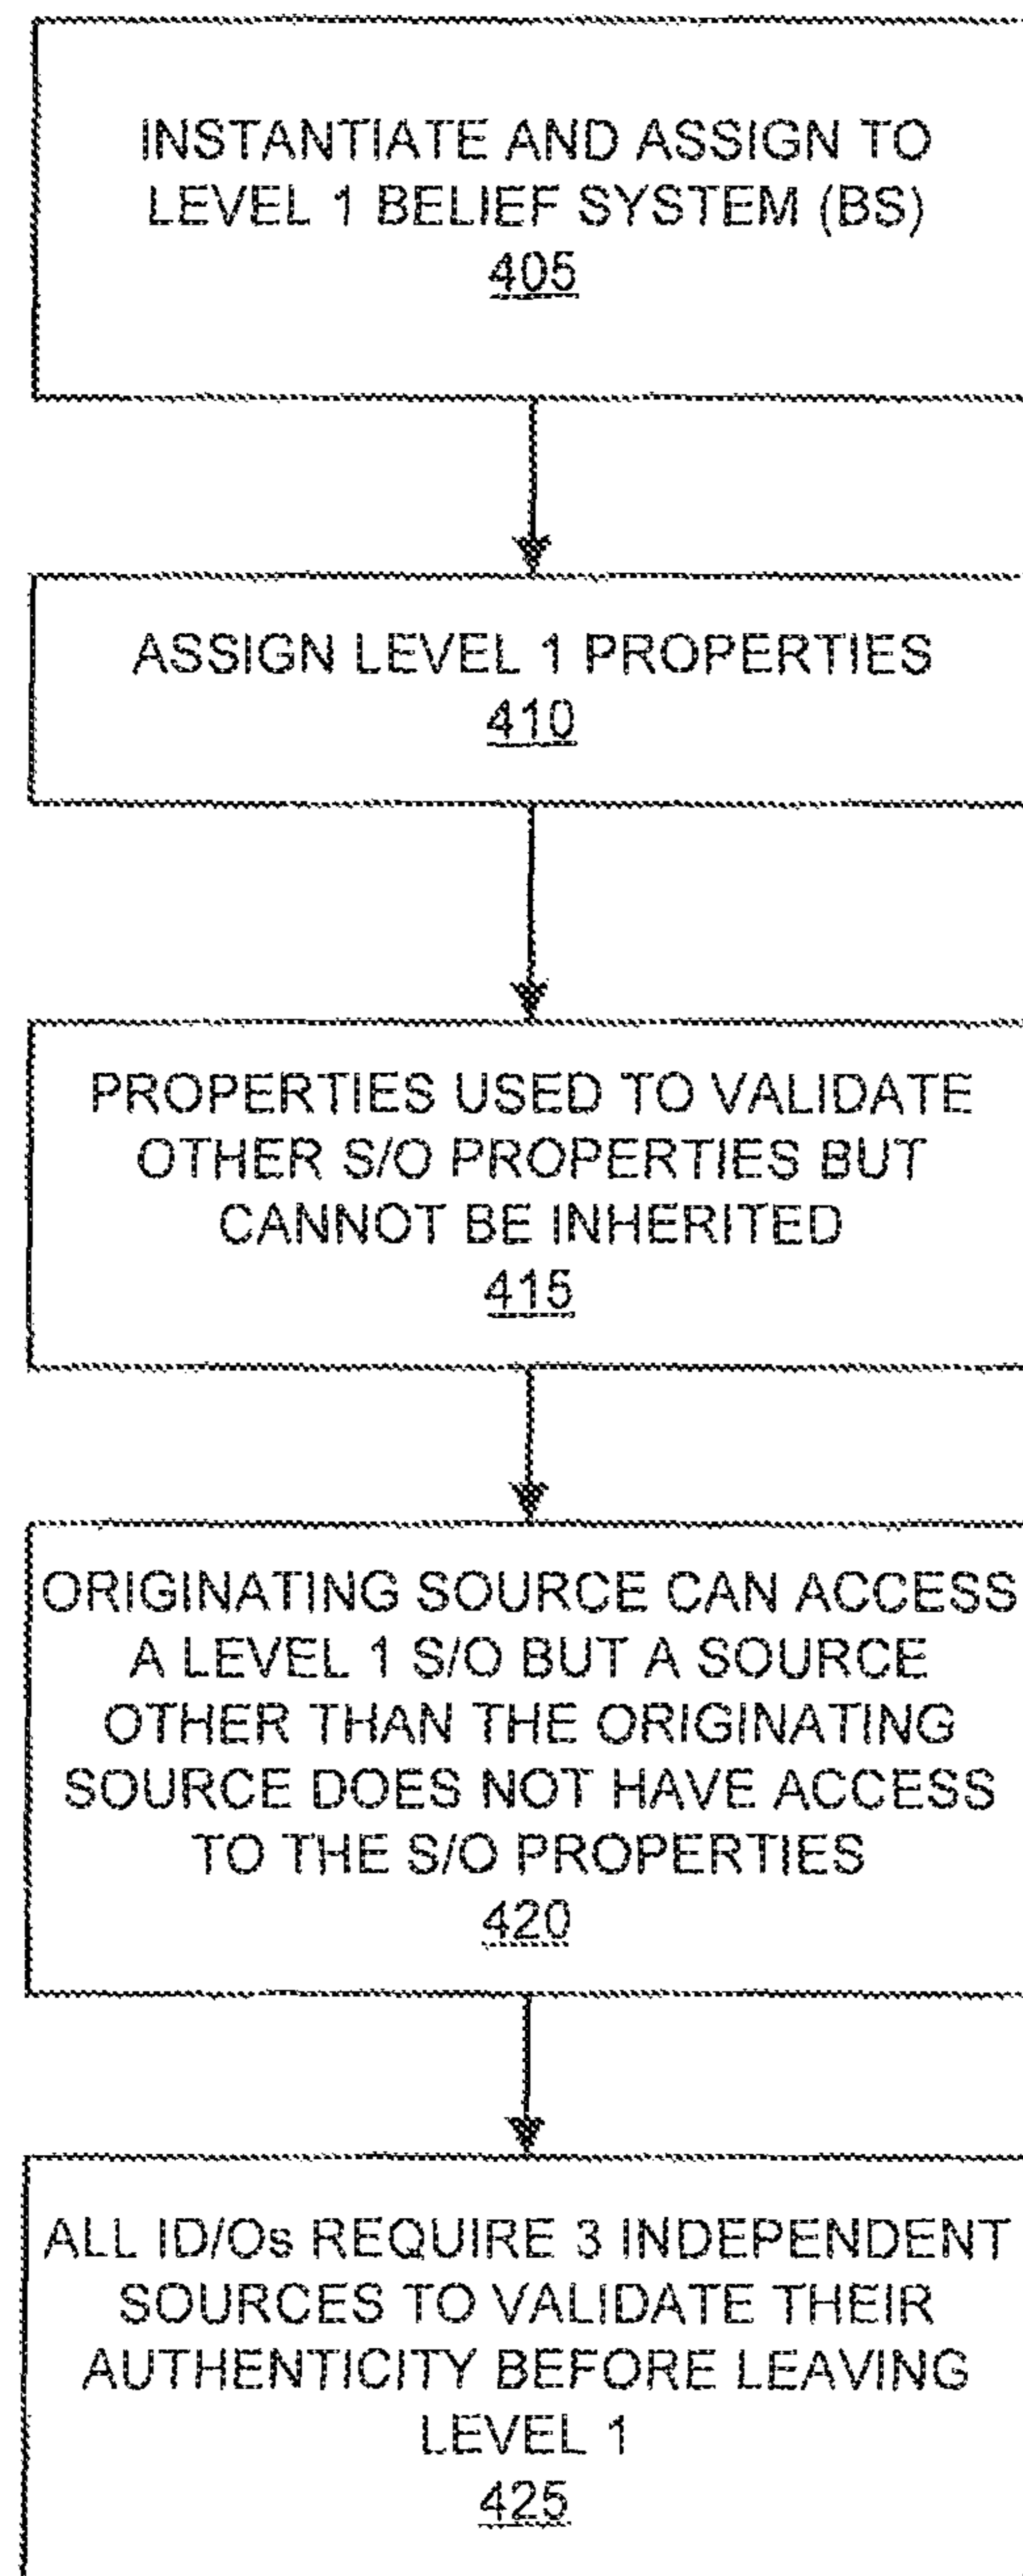 INSTANTIATE AND ASSIGN TO
LEVEL 1 BELIEF SYSTEM (BS)
405
ASSIGN LEVEL 1 PROPERTIES
410
PROPERTIES USED TO VALIDATE
OTHER S/O PROPERTIES BUT
CANNOT BE INHERITED
415
ORIGINATING SOURCE CAN ACCESS
A LEVEL 1 S/O BUT A SOURCE
OTHER THAN THE ORIGINATING
SOURCE DOES NOT HAVE ACCESS
TO THE S/O PROPERTIES
420
ALL ID/Os REQUIRE 3 INDEPENDENT
SOURCES TO VALIDATE THEIR
AUTHENTICITY BEFORE LEAVING
LEVEL 1
425